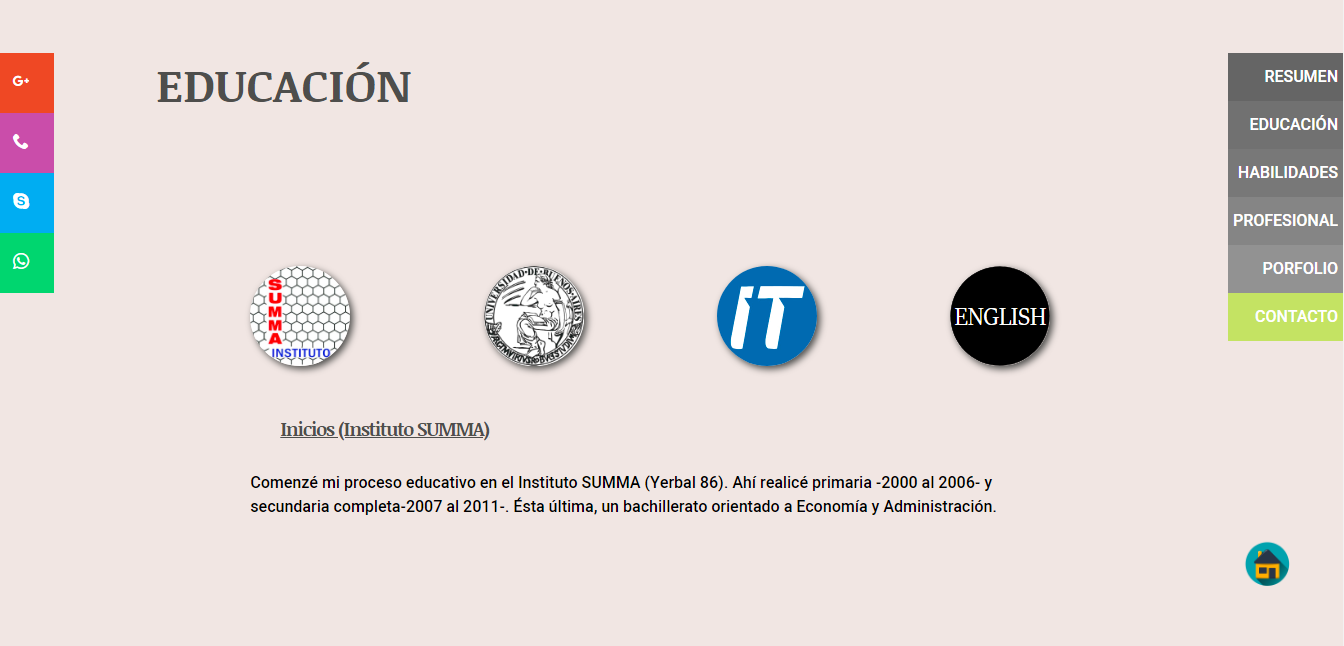 EDUCACIÓN
G+
RESUMEN
EDUCACIÓN
HABILIDADES
PROFESIONAL
PORFOLIO
CONTACTO
SUMMA
INSTITUTO
UNIVERSIDAD·DE·BUENOS·AIRES
iT
ENGLISH
Inicios (Instituto SUMMA)
Comenzé mi proceso educativo en el Instituto SUMMA (Yerbal 86). Ahí realicé primaria -2000 al 2006- y
secundaria completa-2007 al 2011-. Ésta última, un bachillerato orientado a Economía y Administración.